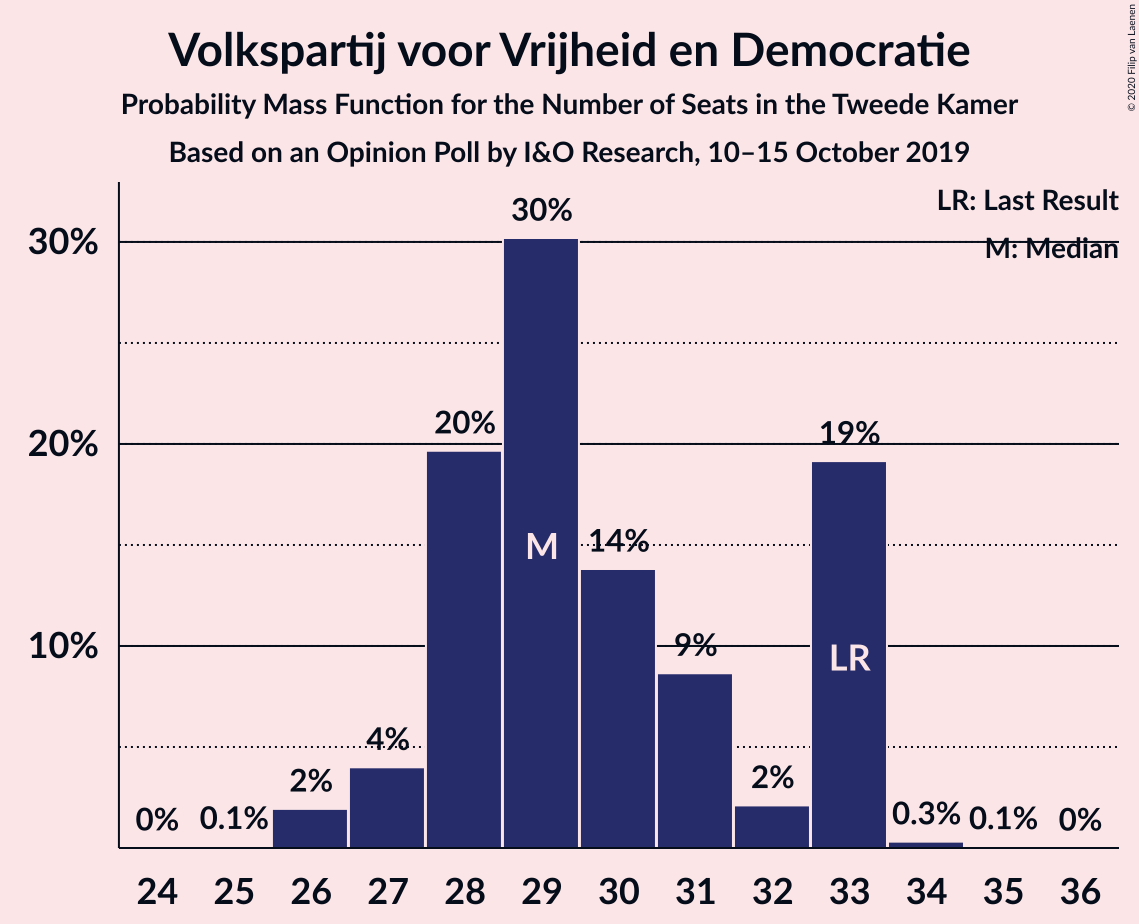 Volkspartij voor Vrijheid en Democratie
Probability Mass Function for the Number of Seats in the Tweede Kamer
Based on an Opinion Poll by I&O Research, 10–15 October 2019
© 2020 Filip van Laenen
LR: Last Result
M: Median
30%
20%
10%
0%
0.1%
2%
4%
20%
30%
14%
9%
2%
19%
0.3%
0.1%
0%
M
LR
24 25 26 27 28 29 30 31 32 33 34 35 36